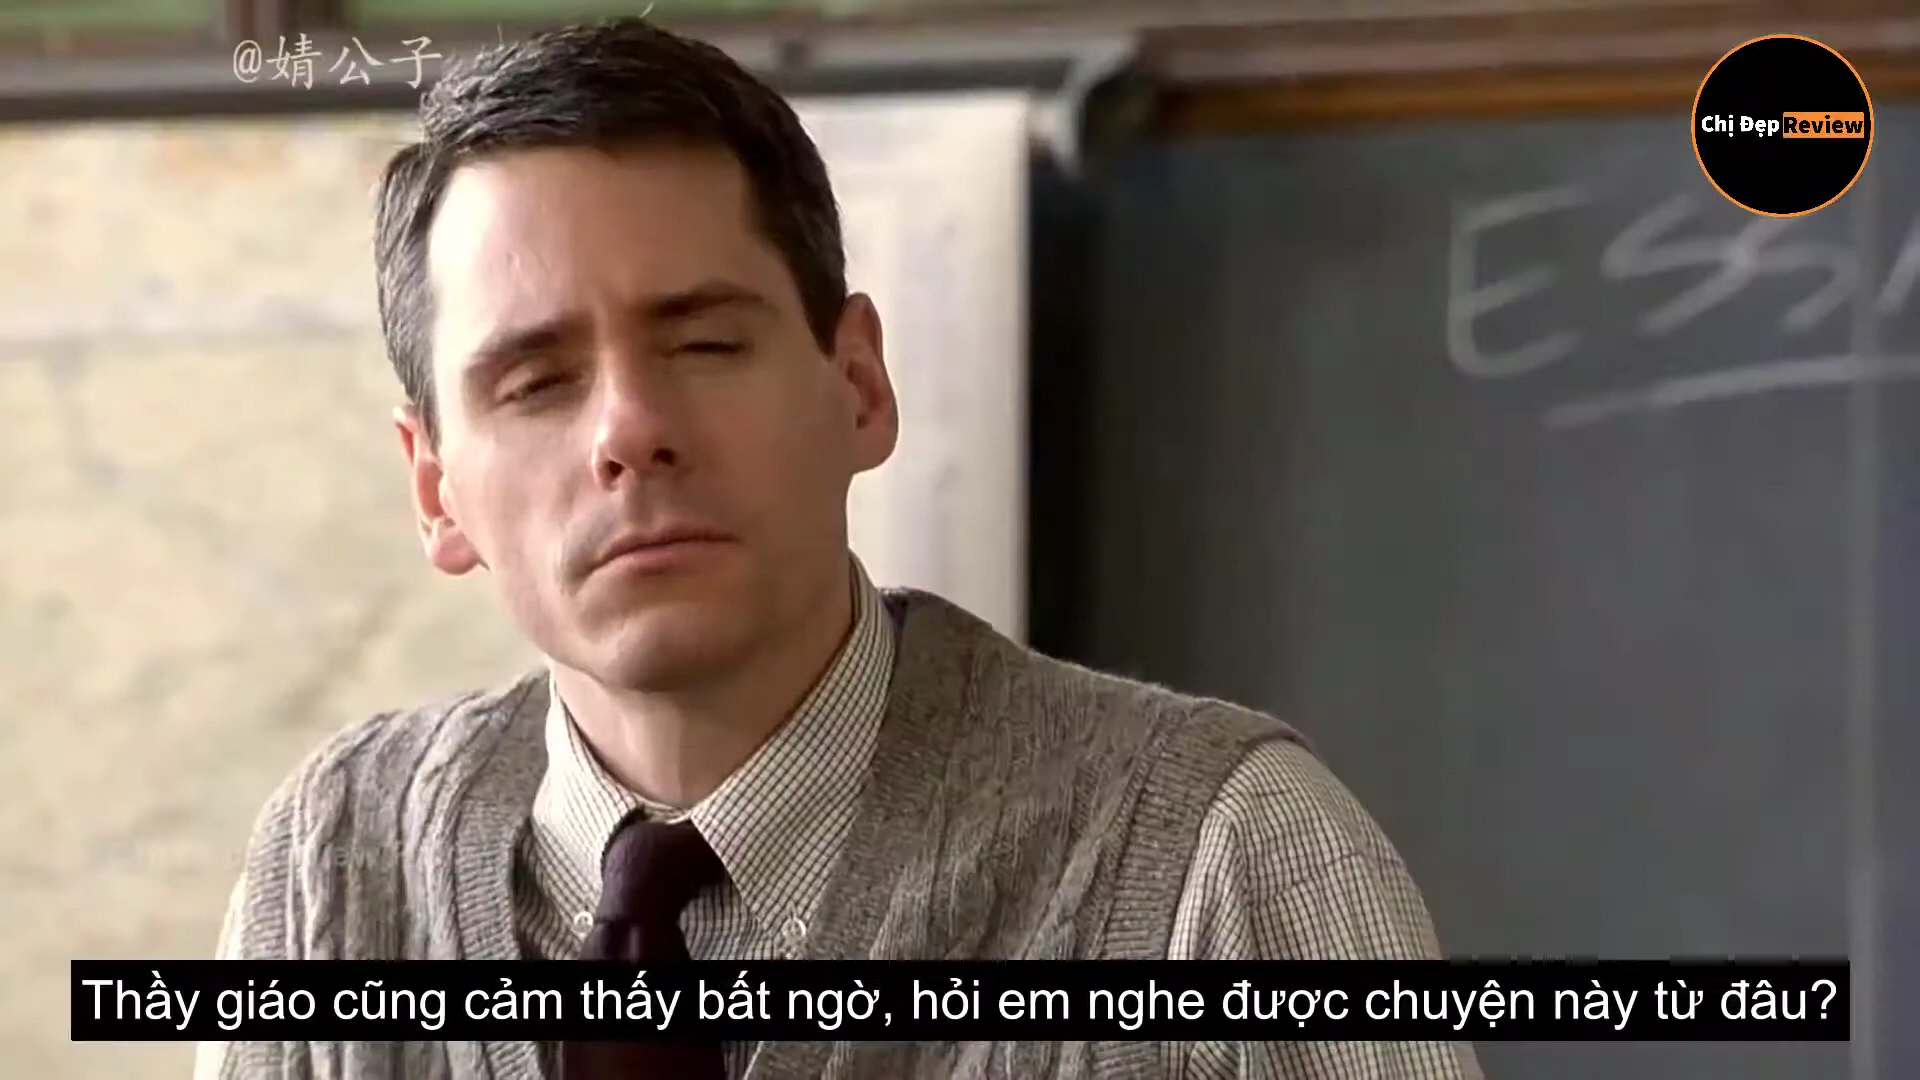 @婧公子
Chị Đẹp Review
ESSA
Thầy giáo cũng cảm thấy bất ngờ, hỏi em nghe được chuyện này từ đâu?